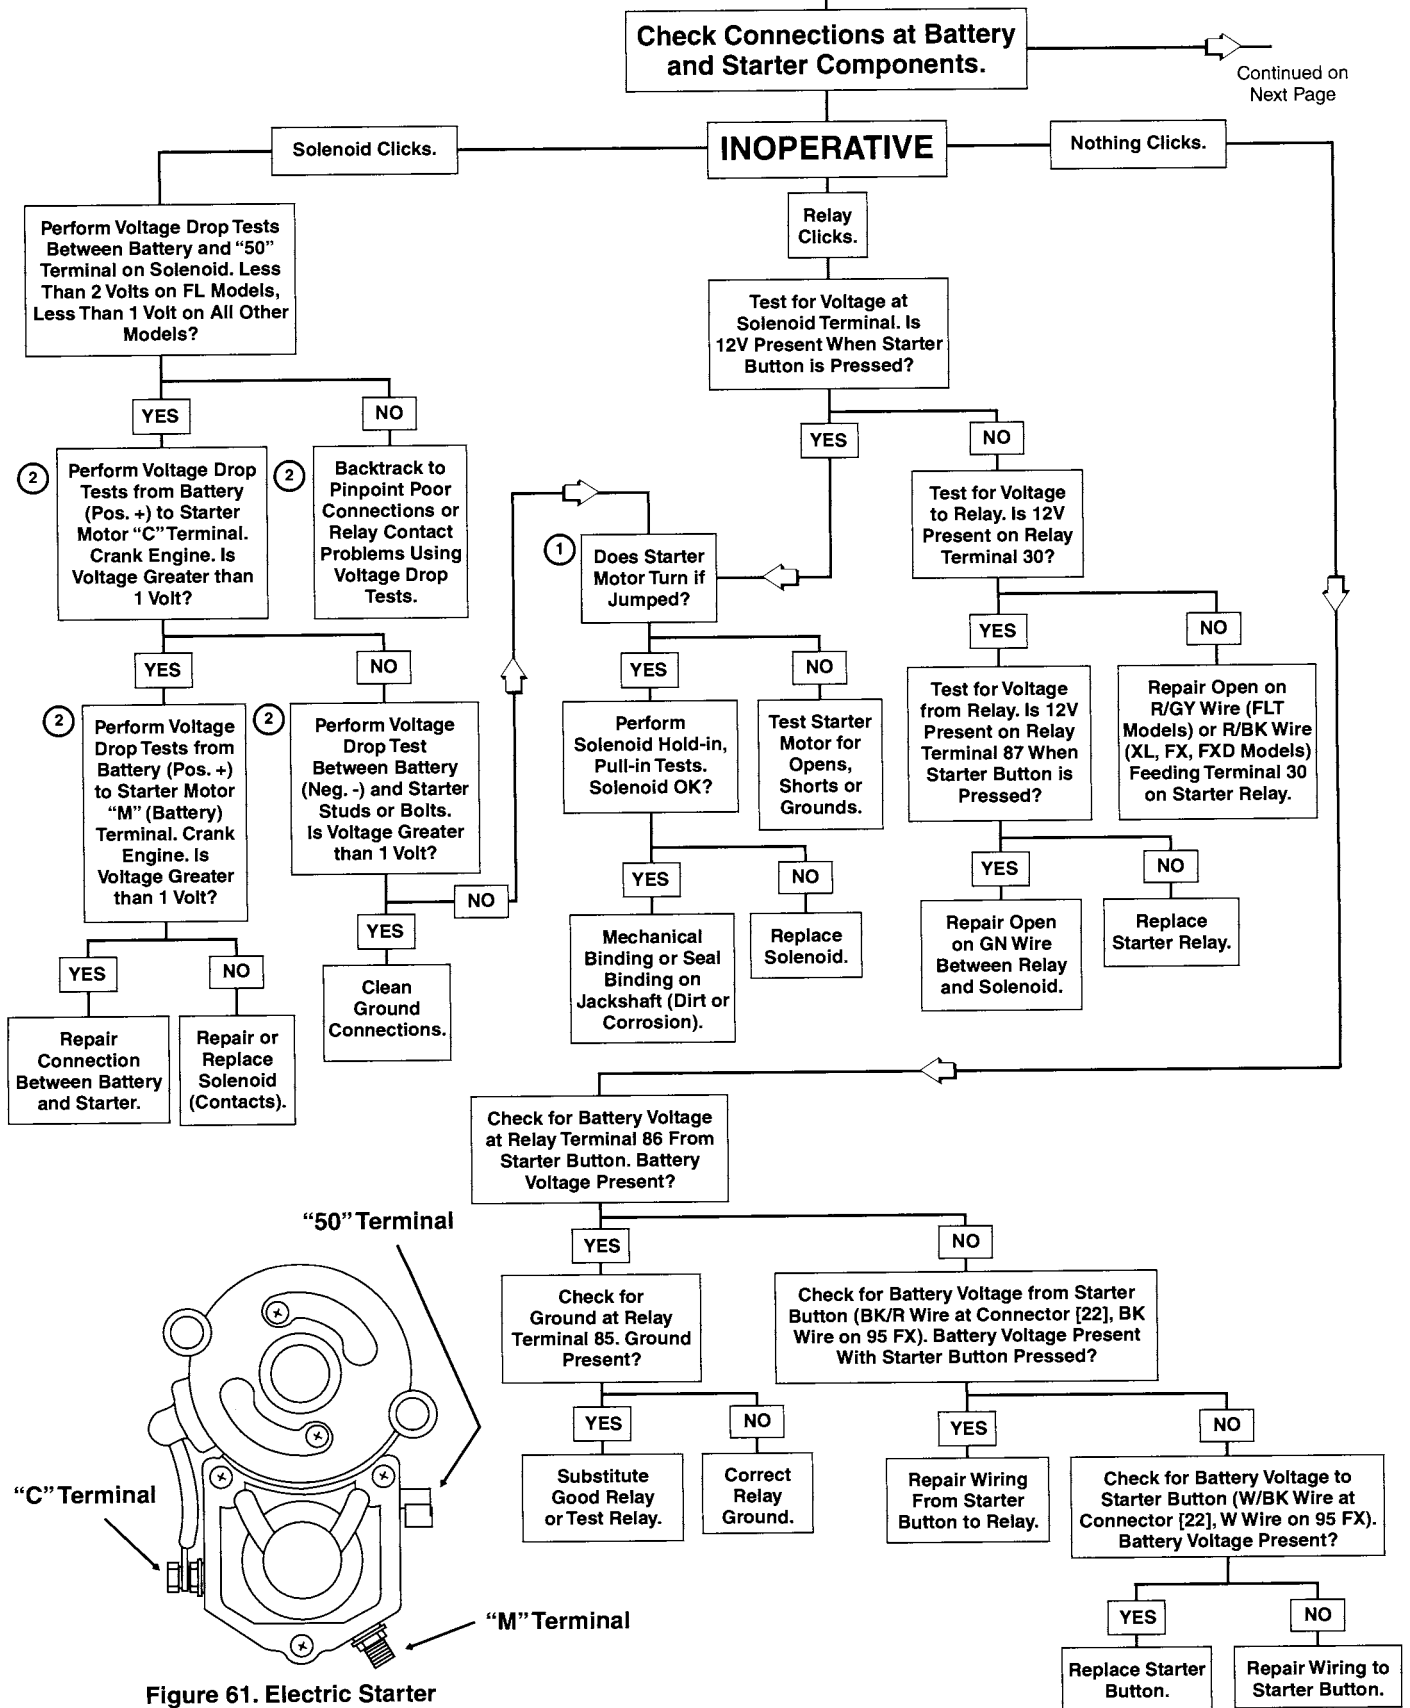 Check Connections at Battery
and Starter Components.
Continued on
Next Page
Solenoid Clicks.
INOPERATIVE
Nothing Clicks.
Relay
Clicks.
Perform Voltage Drop Tests
Between Battery and “50”
Terminal on Solenoid. Less
Than 2 Volts on FL Models,
Less Than 1 Volt on All Other
Models?
Test for Voltage at
Solenoid Terminal. Is
12V Present When Starter
Button is Pressed?
YES
NO
YES
NO
2
Perform Voltage Drop
Tests from Battery
(Pos. +) to Starter
Motor “C” Terminal.
Crank Engine. Is
Voltage Greater than
1 Volt?
2
Backtrack to
Pinpoint Poor
Connections or
Relay Contact
Problems Using
Voltage Drop
Tests.
1
Does Starter
Motor Turn if
Jumped?
Test for Voltage
to Relay. Is 12V
Present on Relay
Terminal 30?
YES
NO
YES
NO
YES
NO
2
Perform Voltage
Drop Tests from
Battery (Pos. +)
to Starter Motor
“M” (Battery)
Terminal. Crank
Engine. Is
Voltage Greater
than 1 Volt?
2
Perform Voltage
Drop Test
Between Battery
(Neg. -) and Starter
Studs or Bolts.
Is Voltage Greater
than 1 Volt?
Perform
Solenoid Hold-in,
Pull-in Tests.
Solenoid OK?
Test Starter
Motor for
Opens,
Shorts or
Grounds.
Test for Voltage
from Relay. Is 12V
Present on Relay
Terminal 87 When
Starter Button is
Pressed?
Repair Open on
R/GY Wire (FLT
Models) or R/BK Wire
(XL, FX, FXD Models)
Feeding Terminal 30
on Starter Relay.
YES
NO
YES
NO
YES
NO
YES
NO
Repair
Connection
Between Battery
and Starter.
Repair or
Replace
Solenoid
(Contacts).
Clean
Ground
Connections.
Mechanical
Binding or Seal
Binding on
Jackshaft (Dirt or
Corrosion).
Replace
Solenoid.
Repair Open
on GN Wire
Between Relay
and Solenoid.
Replace
Starter Relay.
Check for Battery Voltage
at Relay Terminal 86 From
Starter Button. Battery
Voltage Present?
YES
NO
Check for
Ground at Relay
Terminal 85. Ground
Present?
Check for Battery Voltage from Starter
Button (BK/R Wire at Connector [22], BK
Wire on 95 FX). Battery Voltage Present
With Starter Button Pressed?
YES
NO
YES
NO
Substitute
Good Relay
or Test Relay.
Correct
Relay
Ground.
Repair Wiring
From Starter
Button to Relay.
Check for Battery Voltage to
Starter Button (W/BK Wire at
Connector [22], W Wire on 95 FX).
Battery Voltage Present?
YES
NO
Replace Starter
Button.
Repair Wiring to
Starter Button.
“50” Terminal
“C” Terminal
“M” Terminal
Figure 61. Electric Starter